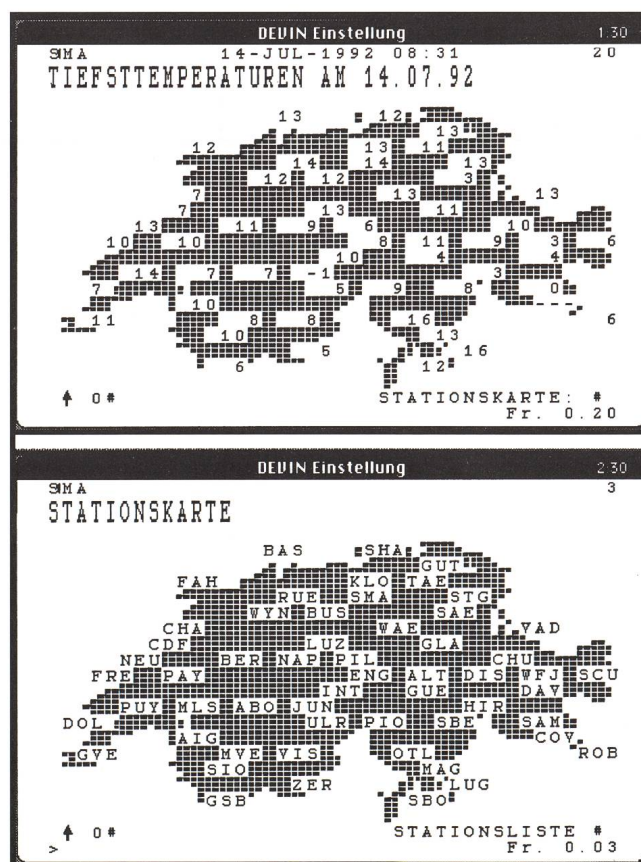 DEVIN Einstellung 1:30
SMA 14-JUL-1992 08:31 20
TIEFSTTEMPERATUREN AM 14.07.92
13 12
13
12 13 11
14 14 13
12 12 3
7 13 13
7 13 11
13 11 9 6 10
10 10 8 11 9 3 6
10 4 4
14 7 7 -1 3
7 5 9 8 0
10 ---
11 8 8 16 6
10 13
5 16
6 12
↑ 0# STATIONSKARTE: #
Fr. 0.20
DEVIN Einstellung 2:30
SMA 3
STATIONSKARTE
BAS SHA
GUT
FAH KLO TAE
RUE SMA STG
WYN BUS SAE
CHA WAE VAD
CDF LUZ GLA
NEU BER NAP PIL CHU
FRE PAY ENG ALT DIS WFJ SCU
INT GUE DAV
PUY MLS ABO JUN HIR
DOL ULR PIO SBE SAM
AIG COV
GVE MVE VIS OTL ROB
SIO MAG
ZER LUG
GSB SBO
↑ 0# STATIONSLISTE #
> Fr. 0.03